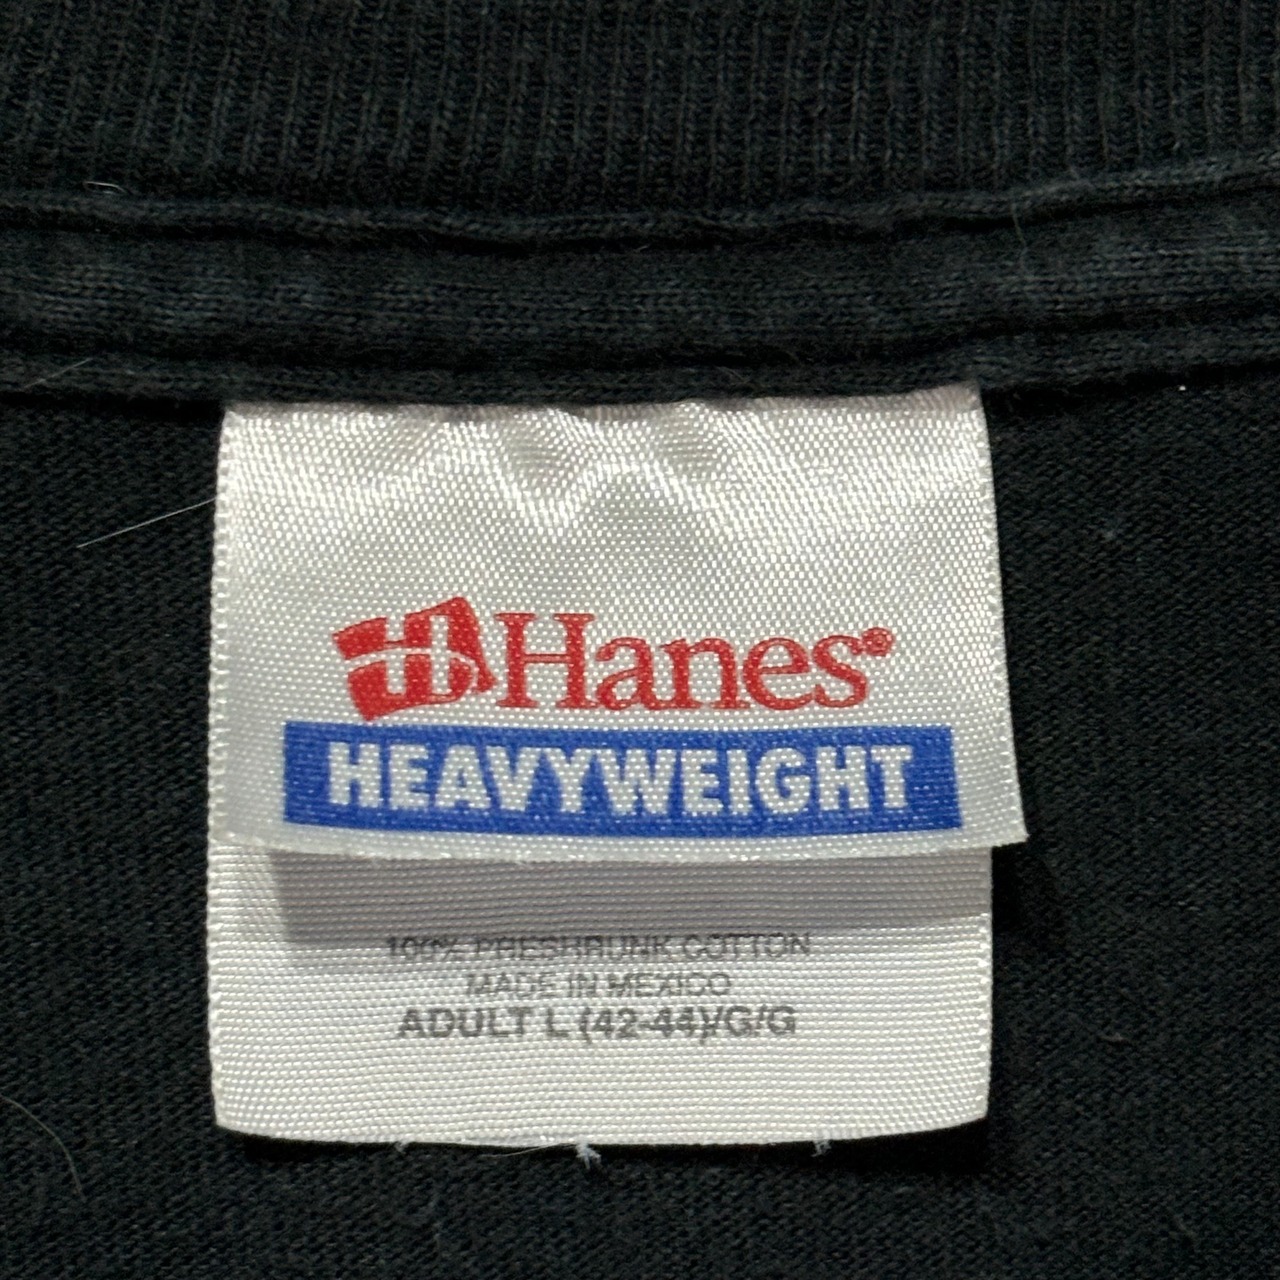 H Hanes®
HEAVYWEIGHT
100% PRESHRUNK COTTON
MADE IN MEXICO
ADULT L (42-44)/G/G